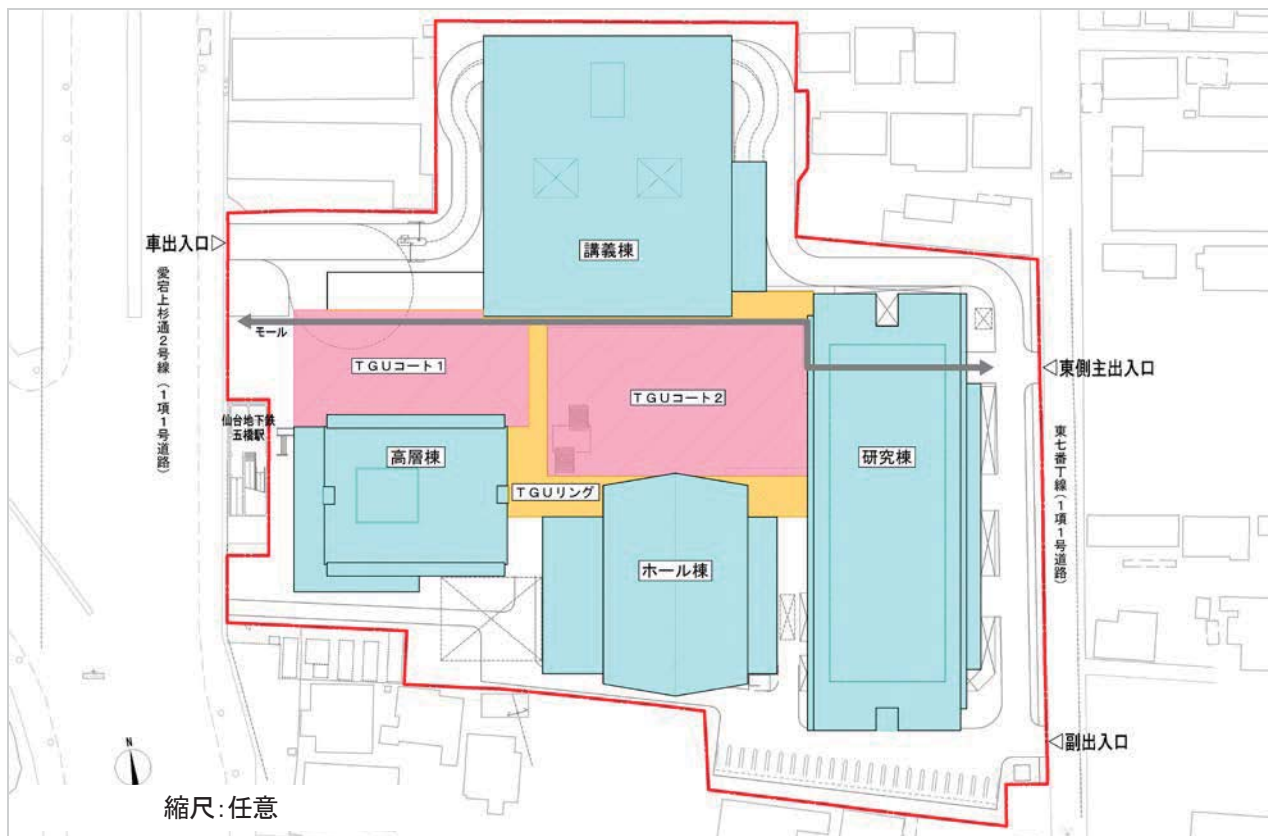 講義棟
車出入口
愛宕上杉通2号線(1項1号道路)
モール
TGUコート1
TGUコート2
東側主出入口
仙台地下鉄
五橋駅
高層棟
研究棟
TGUリング
東七番丁線(1項1号道路)
ホール棟
副出入口
N
縮尺:任意